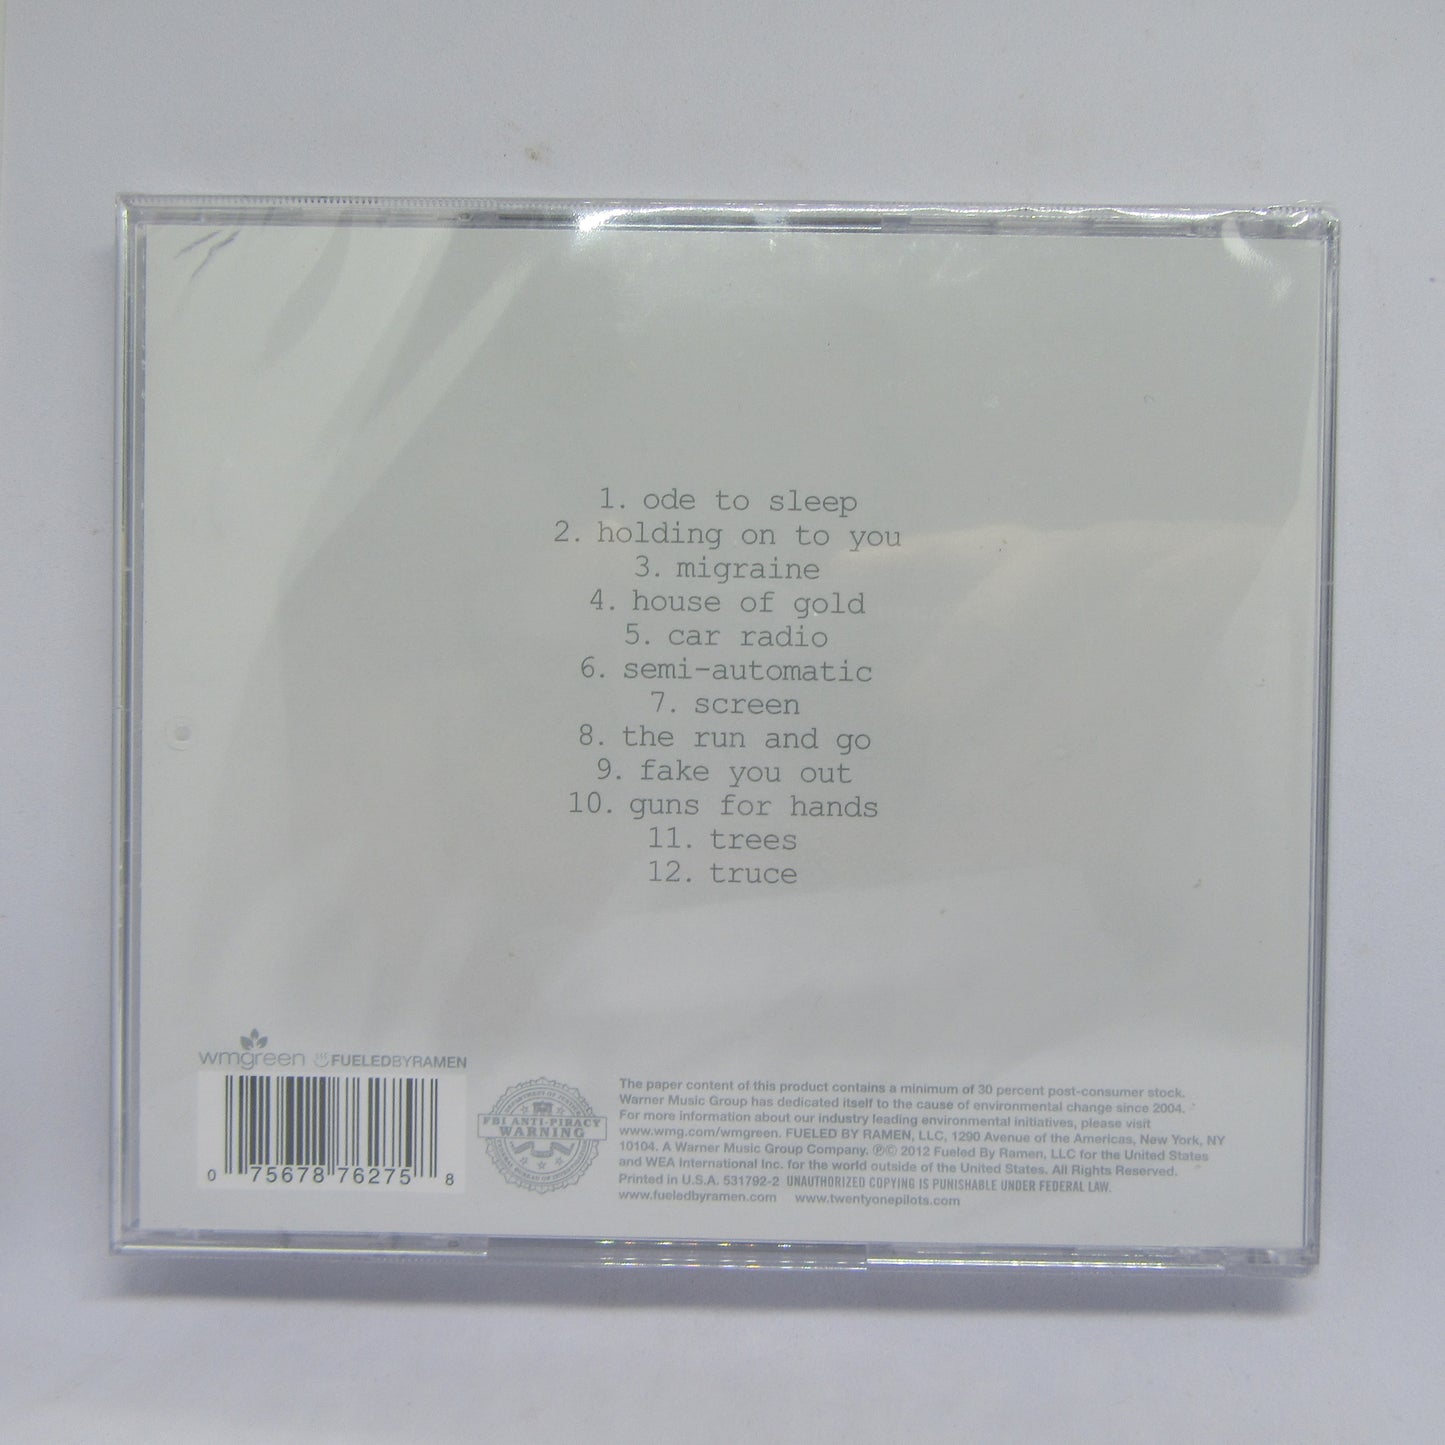 1. ode to sleep
2. holding on to you
3. migraine
4. house of gold
5. car radio
6. semi-automatic
7. screen
8. the run and go
9. fake you out
10. guns for hands
11. trees
12. truce
wmgreen FUELEDBYRAMEN
0 75678 76275 8
FBI ANTI-PIRACY
WARNING
The paper content of this product contains a minimum of 30 percent post-consumer stock.
Warner Music Group has dedicated itself to the cause of environmental change since 2004.
For more information about our industry leading environmental initiatives, please visit
www.wmg.com/wmgreen. FUELED BY RAMEN, LLC, 1290 Avenue of the Americas, New York, NY
10104. A Warner Music Group Company. ℗© 2012 Fueled By Ramen, LLC for the United States
and WEA International Inc. for the world outside of the United States. All Rights Reserved.
Printed in U.S.A. 531792-2 UNAUTHORIZED COPYING IS PUNISHABLE UNDER FEDERAL LAW.
www.fueledbyramen.com www.twentyonepilots.com